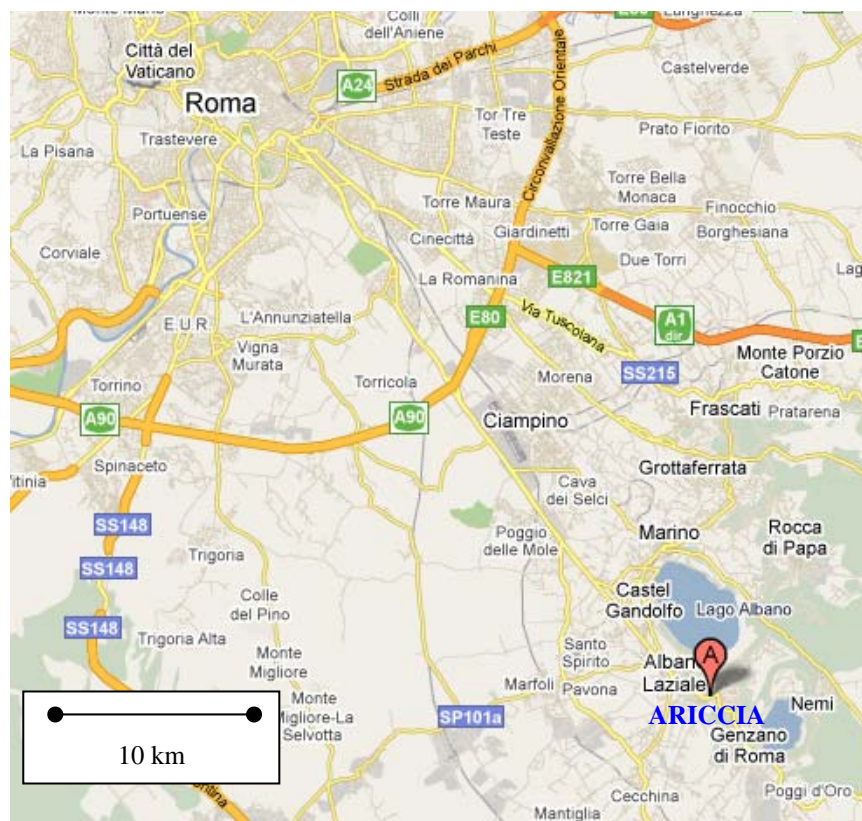 Colli
dell'Aniene
Città del
Vaticano
Strada dei Parchi
A24
Castelverde
Roma
Tor Tre
Teste
Prato Fiorito
Trastevere
La Pisana
Circonvallazione Orientale
Torre Bella
Monaca
Torre Maura
Finocchio
Portuense
Cinecittà
Giardinetti
Torre Gaia
Borghesiana
Corviale
Due Torri
La Romanina
E821
Lag
E80
A1
dir
L'Annunziatella
E.U.R.
Via Tuscolana
Vigna
Murata
Monte Porzio
Catone
Torrino
Torricola
Morena
SS215
A90
A90
Ciampino
Frascati
Pratarena
Spinaceto
Grottaferrata
Vitinia
Cava
dei Selci
SS148
Poggio
delle Mole
Marino
Rocca
di Papa
Trigoria
SS148
Castel
Gandolfo
Lago Albano
Colle
del Pino
SS148
Trigoria Alta
Santo
Spirito
Monte
Migliore
A
Laziale
Marfoli
Pavona
Nemi
Monte
Migliore-La
Selvotta
SP101a
ARICCIA
Genzano
di Roma
10 km
Cecchina
Poggi d'Oro
Mantiglia